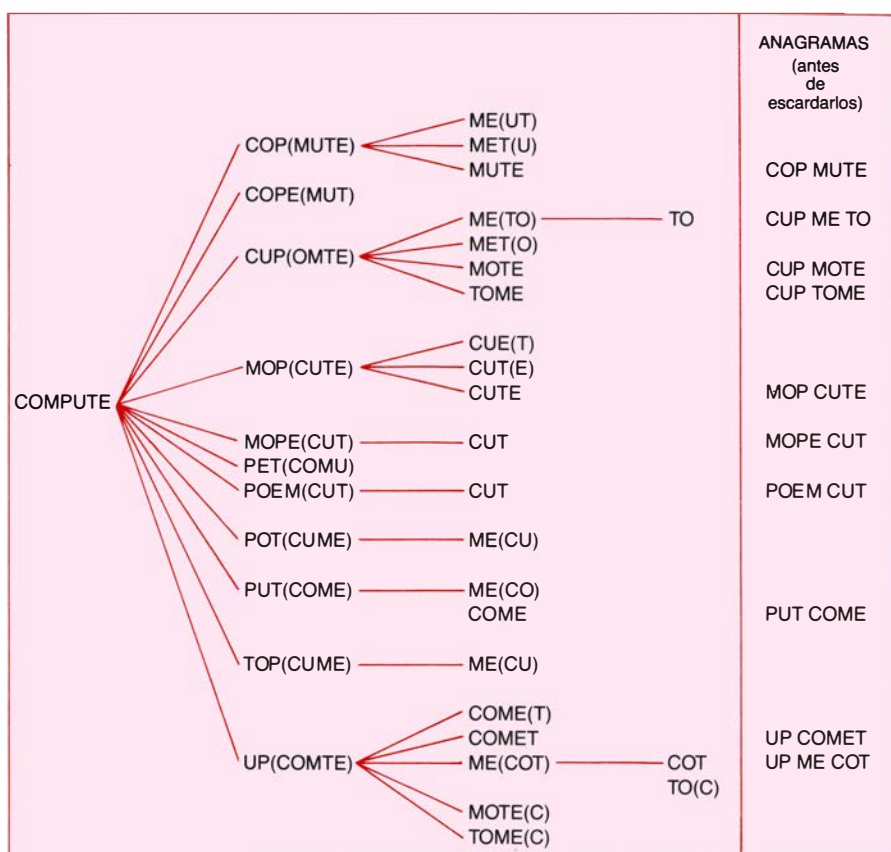 ANAGRAMAS
(antes
de
escardarlos)
ME(UT)
COP(MUTE) MET(U)
MUTE COP MUTE
COPE(MUT)
ME(TO) TO CUP ME TO
CUP(OMTE) MET(O)
MOTE CUP MOTE
TOME CUP TOME
CUE(T)
MOP(CUTE) CUT(E)
CUTE MOP CUTE
COMPUTE
MOPE(CUT) CUT MOPE CUT
PET(COMU)
POEM(CUT) CUT POEM CUT
POT(CUME) ME(CU)
PUT(COME) ME(CO)
COME PUT COME
TOP(CUME) ME(CU)
COME(T)
COMET UP COMET
UP(COMTE) ME(COT) COT UP ME COT
TO(C)
MOTE(C)
TOME(C)